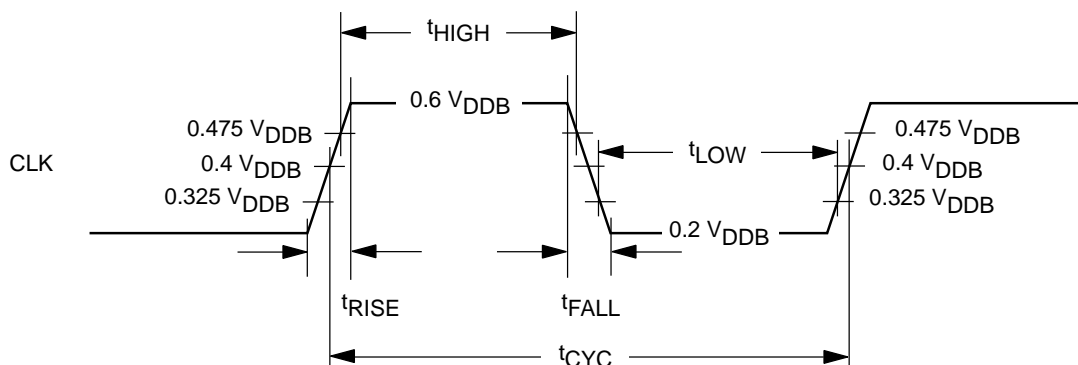 tHIGH
0.6 VDDB
0.475 VDDB
0.475 VDDB
CLK
0.4 VDDB
tLOW
0.4 VDDB
0.325 VDDB
0.325 VDDB
0.2 VDDB
tRISE
tFALL
tCYC